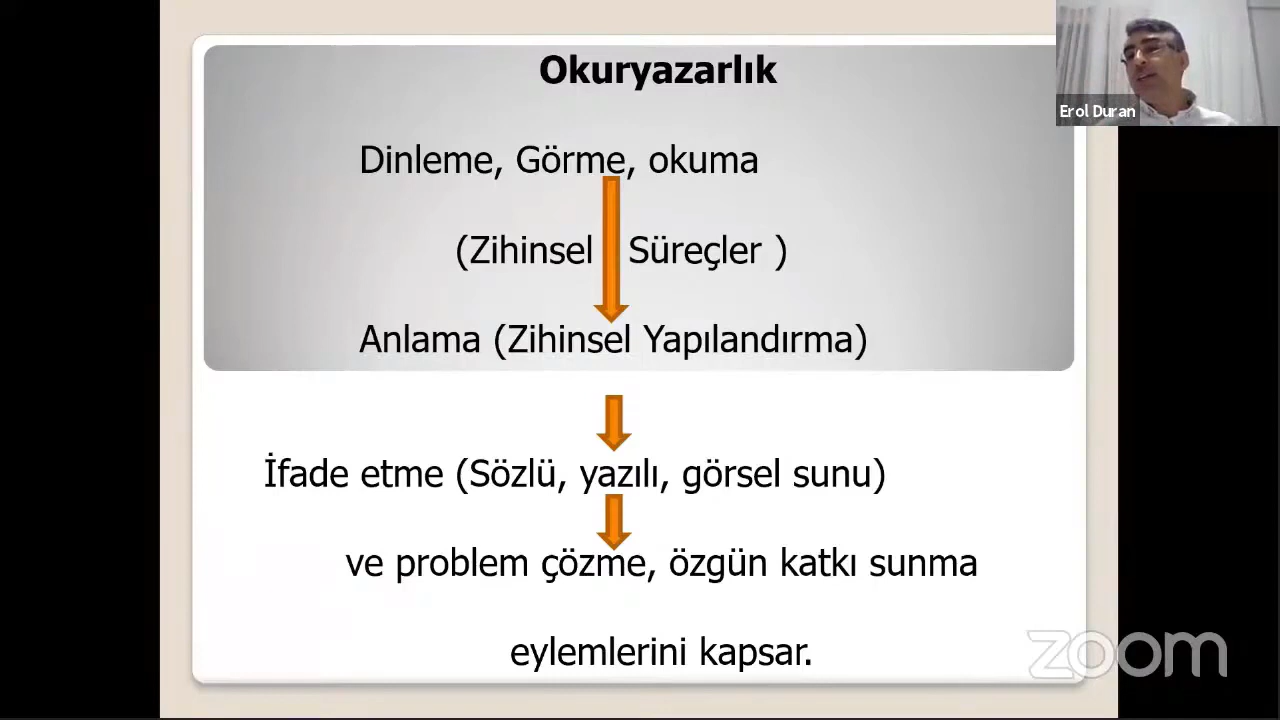 Okuryazarlık
Erol Duran
Dinleme, Görme, okuma
(Zihinsel Süreçler )
Anlama (Zihinsel Yapılandırma)
İfade etme (Sözlü, yazılı, görsel sunu)
ve problem çözme, özgün katkı sunma
eylemlerini kapsar.
zoom